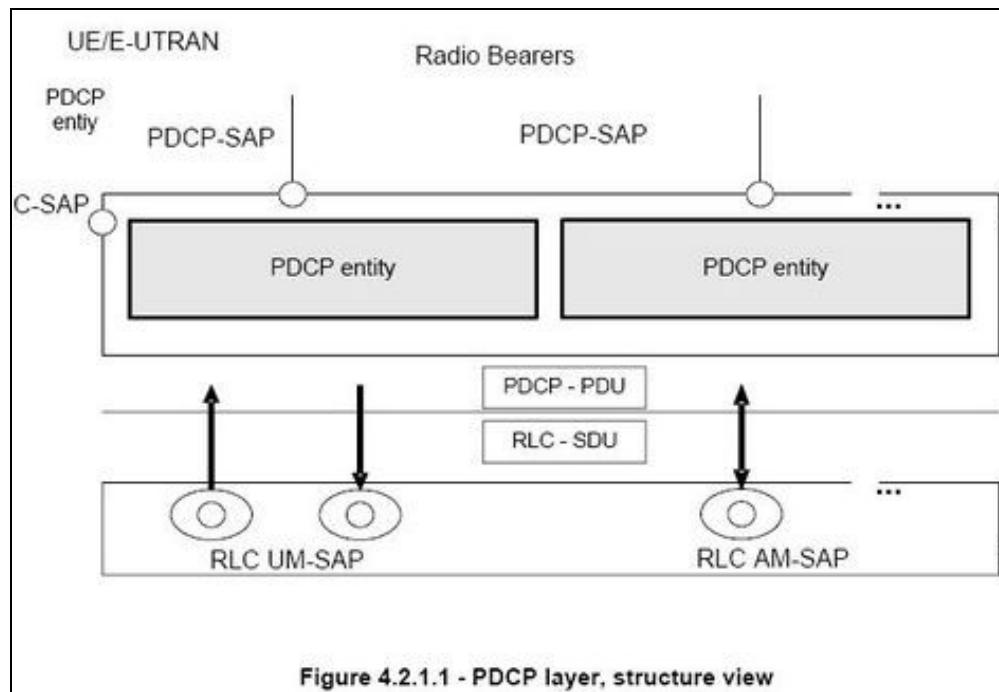 UE/E-UTRAN
Radio Bearers
PDCP
entiy
PDCP-SAP
PDCP-SAP
C-SAP
...
PDCP entity
PDCP entity
PDCP - PDU
RLC - SDU
...
RLC UM-SAP
RLC AM-SAP
Figure 4.2.1.1 - PDCP layer, structure view